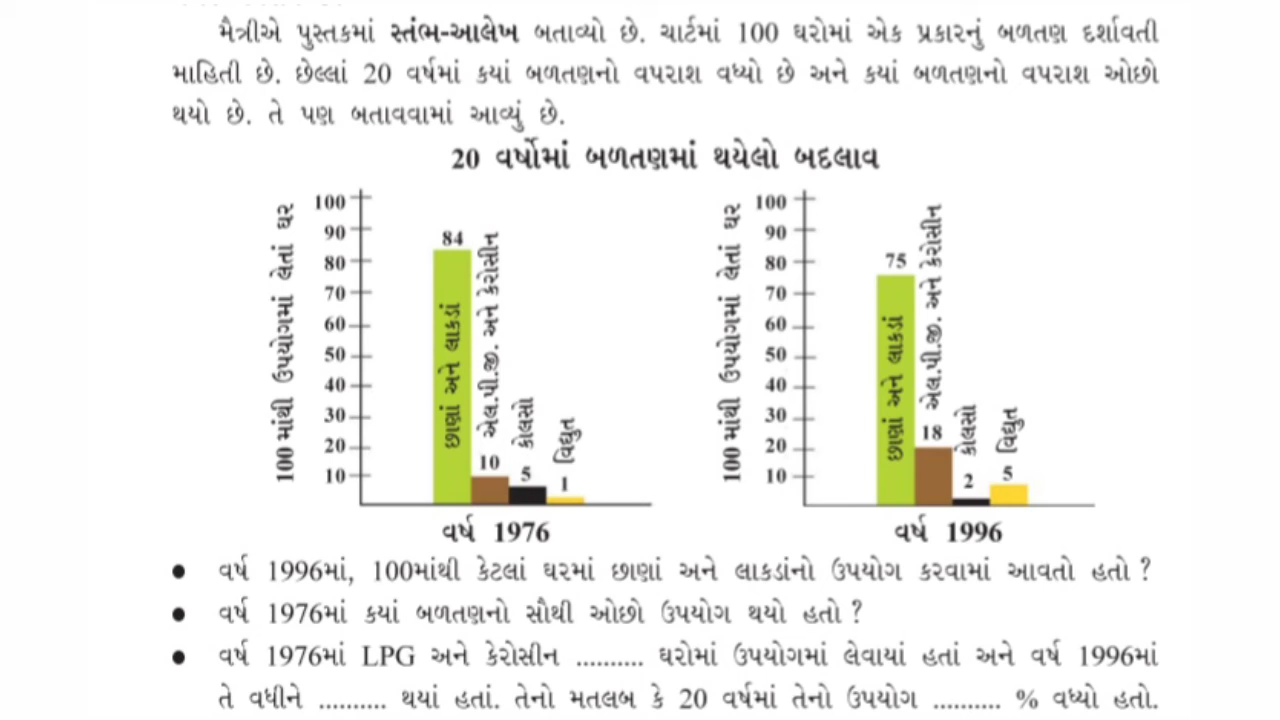 મૈત્રીએ પુસ્તકમાં સ્તંભ-આલેખ બતાવ્યો છે. ચાર્ટમાં 100 ઘરોમાં એક પ્રકારનું બળતણ દર્શાવતી
માહિતી છે. છેલ્લાં 20 વર્ષમાં કયાં બળતણનો વપરાશ વધ્યો છે અને કયાં બળતણનો વપરાશ ઓછો
થયો છે. તે પણ બતાવવામાં આવ્યું છે.
20 વર્ષોમાં બળતણમાં થયેલો બદલાવ
100 માંથી ઉપયોગમાં લેતાં ઘર
100
90
80
70
60
50
40
30
20
10
84
છાણાં અને લાકડાં
10
એલ.પી.જી. અને કેરોસીન
5
કોલસો
1
વિદ્યુત
વર્ષ 1976
100 માંથી ઉપયોગમાં લેતાં ઘર
100
90
80
70
60
50
40
30
20
10
75
છાણાં અને લાકડાં
18
એલ.પી.જી. અને કેરોસીન
2
કોલસો
5
વિદ્યુત
વર્ષ 1996
● વર્ષ 1996માં, 100માંથી કેટલાં ઘરમાં છાણાં અને લાકડાંનો ઉપયોગ કરવામાં આવતો હતો ?
● વર્ષ 1976માં કયાં બળતણનો સૌથી ઓછો ઉપયોગ થયો હતો ?
● વર્ષ 1976માં LPG અને કેરોસીન .......... ઘરોમાં ઉપયોગમાં લેવાયાં હતાં અને વર્ષ 1996માં
તે વધીને .......... થયાં હતાં. તેનો મતલબ કે 20 વર્ષમાં તેનો ઉપયોગ .......... % વધ્યો હતો.